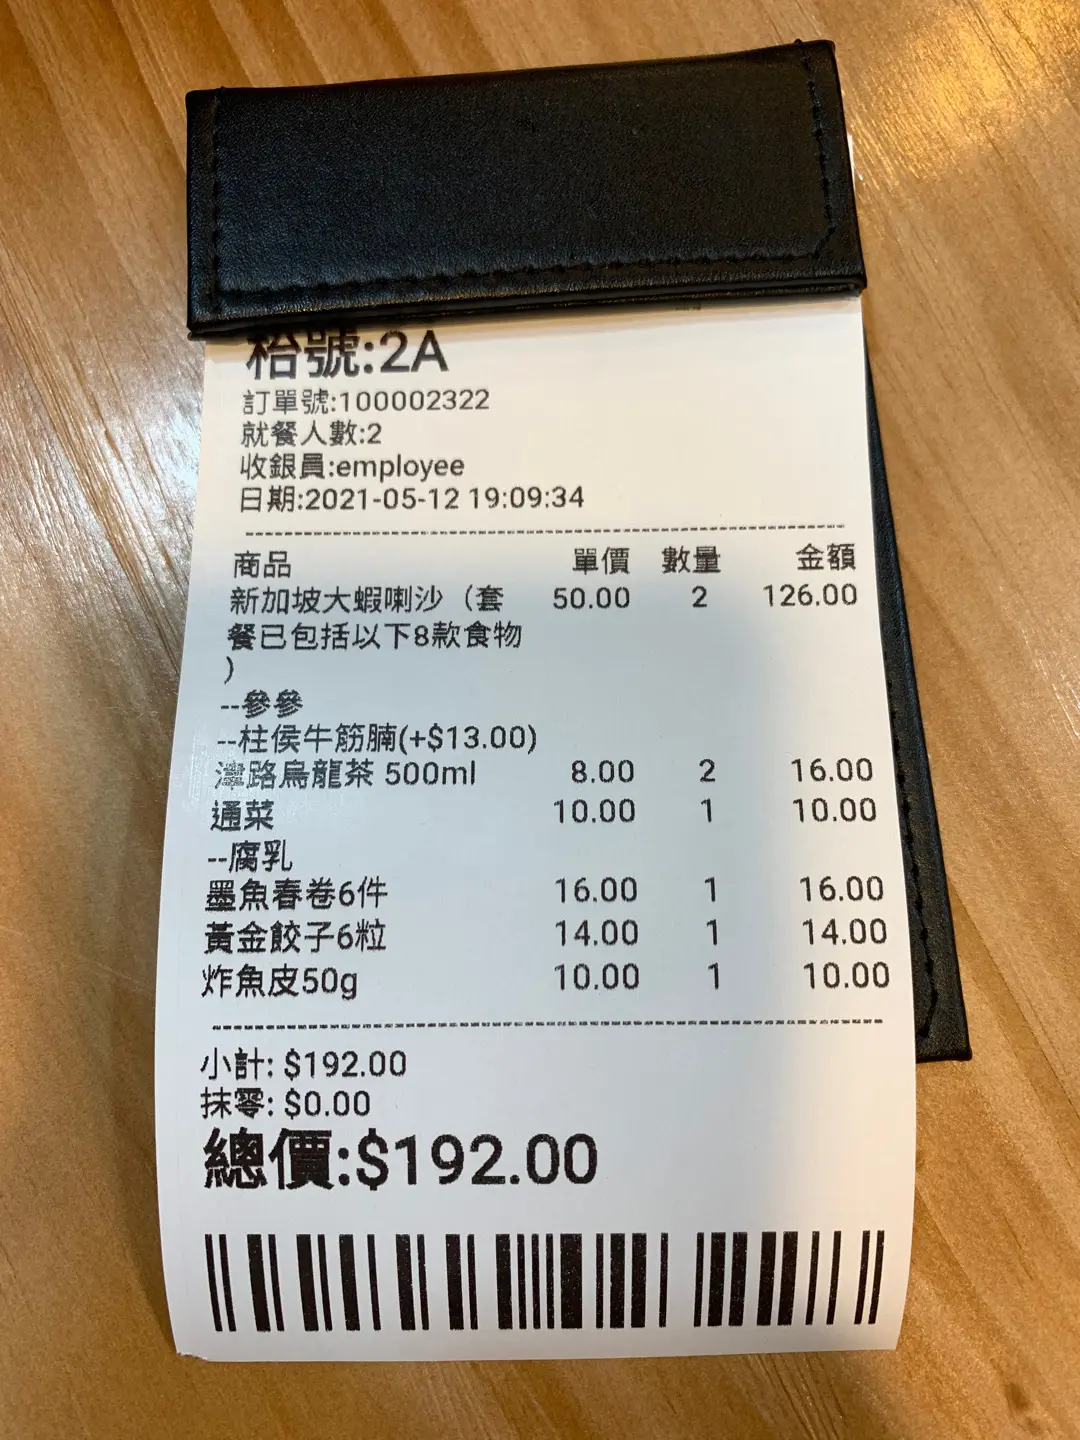 枱號:2A
訂單號:100002322
就餐人數:2
收銀員:employee
日期:2021-05-12 19:09:34
商品 單價 數量 金額
新加坡大蝦喇沙（套 50.00 2 126.00
餐已包括以下8款食物
）
--參參
--柱侯牛筋腩(+$13.00)
津路烏龍茶 500ml 8.00 2 16.00
通菜 10.00 1 10.00
--腐乳
墨魚春卷6件 16.00 1 16.00
黃金餃子6粒 14.00 1 14.00
炸魚皮50g 10.00 1 10.00
小計: $192.00
抹零: $0.00
總價:$192.00